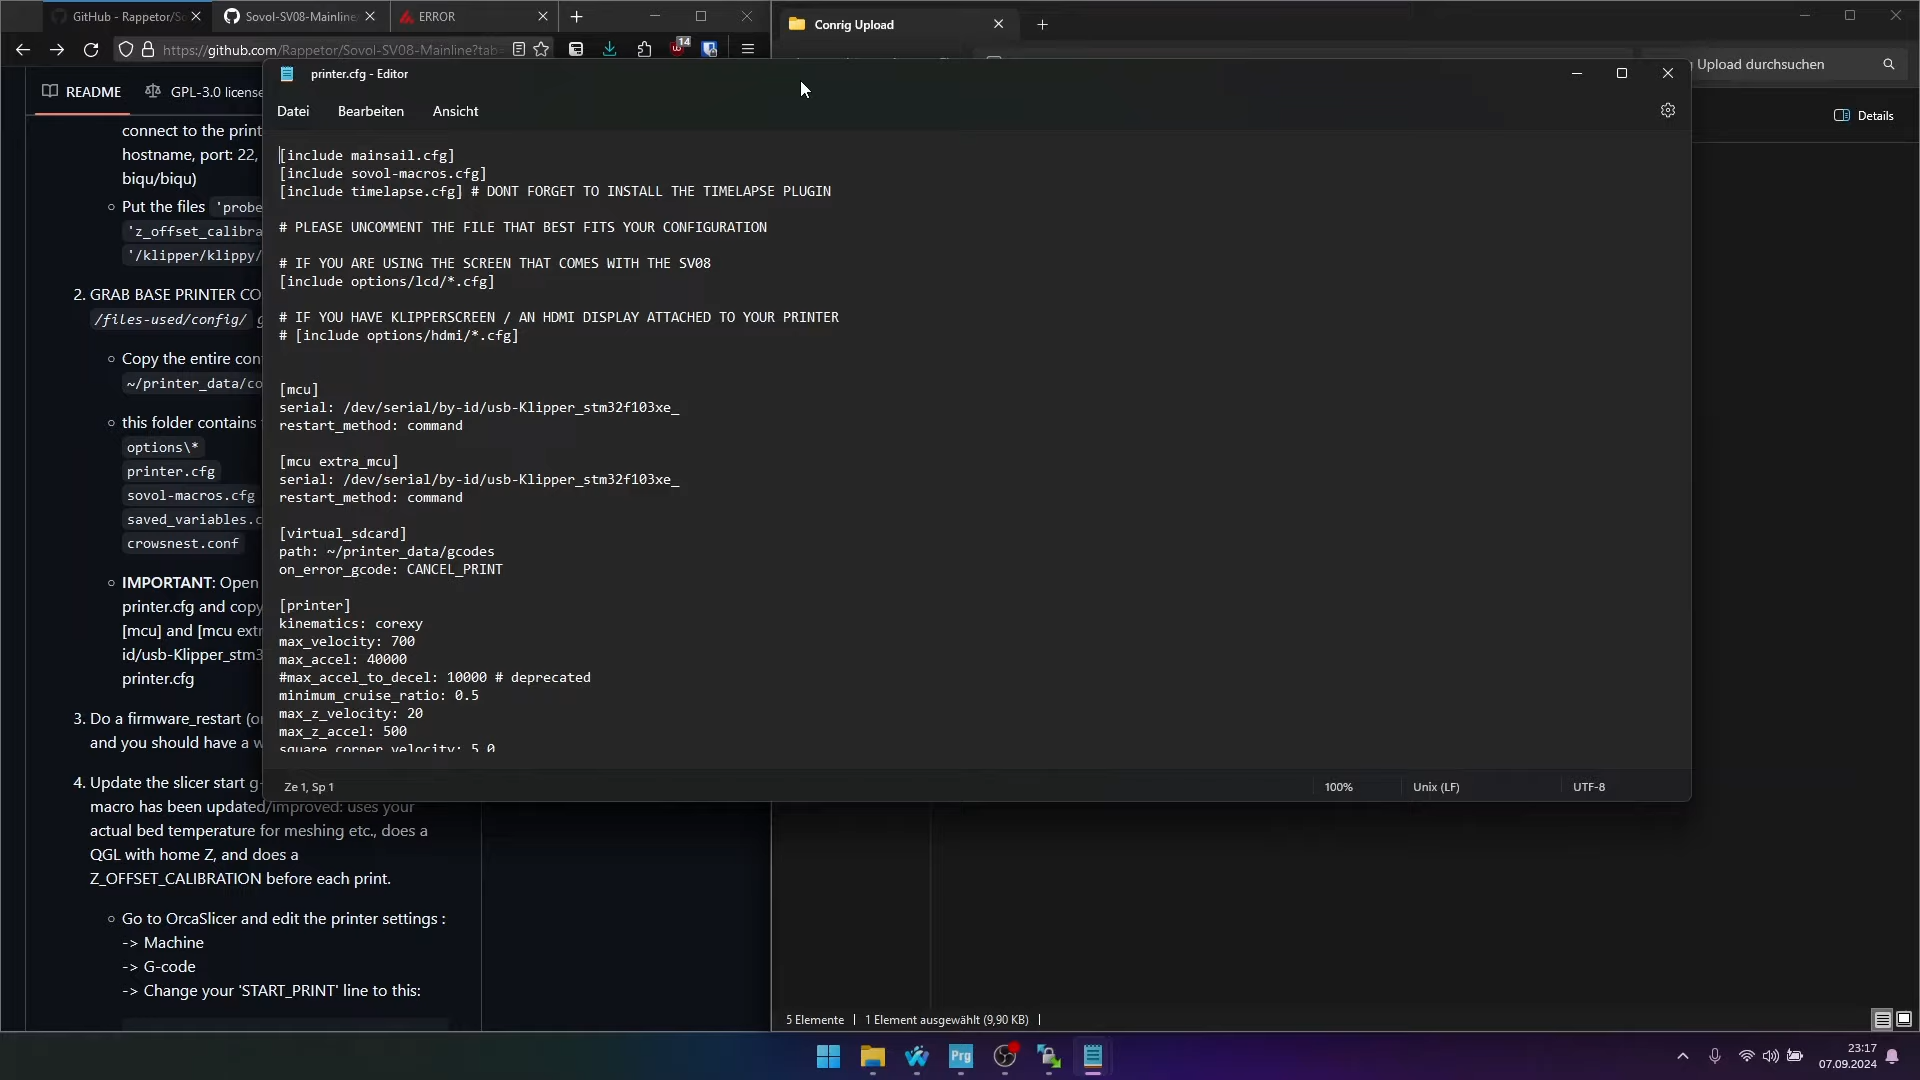 GitHub - Rappetor/So
Sovol-SV08-Mainline
ERROR
Conrig Upload
https://github.com/Rappetor/Sovol-SV08-Mainline?tab=
14
Upload durchsuchen
Details
README
GPL-3.0 license
connect to the print
hostname, port: 22,
biqu/biqu)
Put the files 'probe
'z_offset_calibra
'/klipper/klippy/
2. GRAB BASE PRINTER CO
/files-used/config/ g
Copy the entire con
~/printer_data/co
this folder contains
options\*
printer.cfg
sovol-macros.cfg
saved_variables.c
crowsnest.conf
IMPORTANT: Open
printer.cfg and copy
[mcu] and [mcu extr
id/usb-Klipper_stm3
printer.cfg
3. Do a firmware_restart (or
and you should have a w
4. Update the slicer start g-
macro has been updated/improved: uses your
actual bed temperature for meshing etc., does a
QGL with home Z, and does a
Z_OFFSET_CALIBRATION before each print.
Go to OrcaSlicer and edit the printer settings :
-> Machine
-> G-code
-> Change your 'START_PRINT' line to this:
printer.cfg - Editor
Datei Bearbeiten Ansicht
[include mainsail.cfg]
[include sovol-macros.cfg]
[include timelapse.cfg] # DONT FORGET TO INSTALL THE TIMELAPSE PLUGIN
# PLEASE UNCOMMENT THE FILE THAT BEST FITS YOUR CONFIGURATION
# IF YOU ARE USING THE SCREEN THAT COMES WITH THE SV08
[include options/lcd/*.cfg]
# IF YOU HAVE KLIPPERSCREEN / AN HDMI DISPLAY ATTACHED TO YOUR PRINTER
# [include options/hdmi/*.cfg]
[mcu]
serial: /dev/serial/by-id/usb-Klipper_stm32f103xe_
restart_method: command
[mcu extra_mcu]
serial: /dev/serial/by-id/usb-Klipper_stm32f103xe_
restart_method: command
[virtual_sdcard]
path: ~/printer_data/gcodes
on_error_gcode: CANCEL_PRINT
[printer]
kinematics: corexy
max_velocity: 700
max_accel: 40000
#max_accel_to_decel: 10000 # deprecated
minimum_cruise_ratio: 0.5
max_z_velocity: 20
max_z_accel: 500
square_corner_velocity: 5.0
Ze 1, Sp 1
100%
Unix (LF)
UTF-8
5 Elemente
1 Element ausgewählt (9,90 KB)
Prg
23:17
07.09.2024